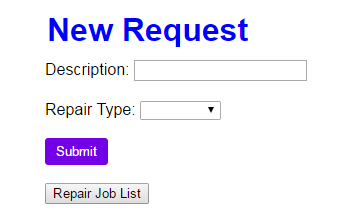 New Request
Description:
Repair Type:
Submit
Repair Job List